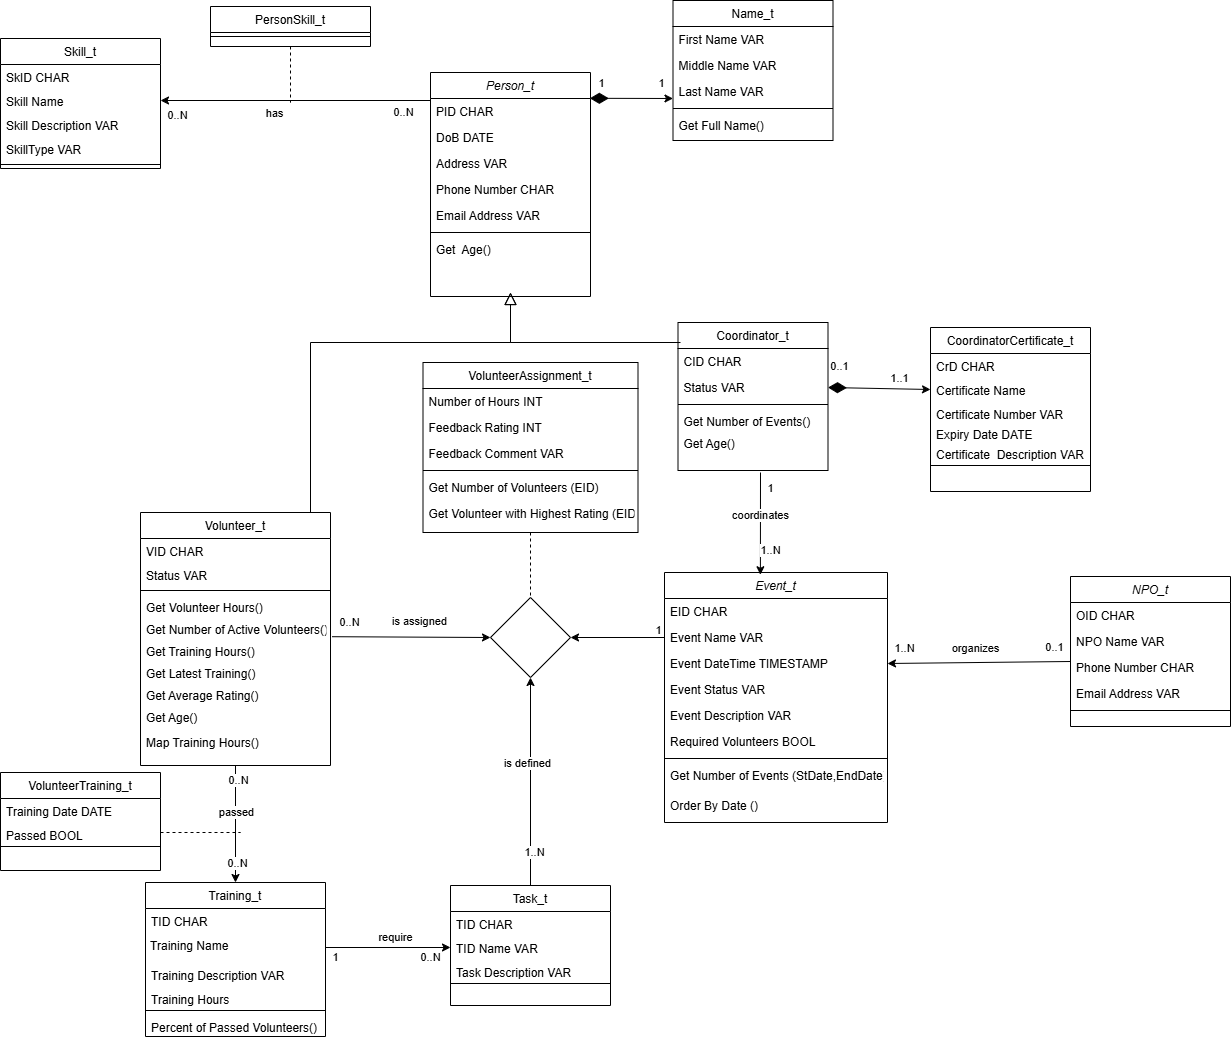 PersonSkill_t
Name_t
First Name VAR
Middle Name VAR
Last Name VAR
Get Full Name()
Skill_t
SkID CHAR
Skill Name
Skill Description VAR
SkillType VAR
0..N
has
0..N
Person_t
PID CHAR
DoB DATE
Address VAR
Phone Number CHAR
Email Address VAR
Get  Age()
1
1
Coordinator_t
CID CHAR
Status VAR
Get Number of Events()
Get Age()
0..1
1..1
CoordinatorCertificate_t
CrD CHAR
Certificate Name
Certificate Number VAR
Expiry Date DATE
Certificate  Description VAR
VolunteerAssignment_t
Number of Hours INT
Feedback Rating INT
Feedback Comment VAR
Get Number of Volunteers (EID)
Get Volunteer with Highest Rating (EID
1
coordinates
1..N
Volunteer_t
VID CHAR
Status VAR
Get Volunteer Hours()
Get Number of Active Volunteers()
Get Training Hours()
Get Latest Training()
Get Average Rating()
Get Age()
Map Training Hours()
0..N
is assigned
1
Event_t
EID CHAR
Event Name VAR
Event DateTime TIMESTAMP
Event Status VAR
Event Description VAR
Required Volunteers BOOL
Get Number of Events (StDate,EndDate
Order By Date ()
1..N
organizes
0..1
NPO_t
OID CHAR
NPO Name VAR
Phone Number CHAR
Email Address VAR
VolunteerTraining_t
Training Date DATE
Passed BOOL
0..N
passed
0..N
is defined
1..N
Training_t
TID CHAR
Training Name
Training Description VAR
Training Hours
Percent of Passed Volunteers()
require
1
0..N
Task_t
TID CHAR
TID Name VAR
Task Description VAR